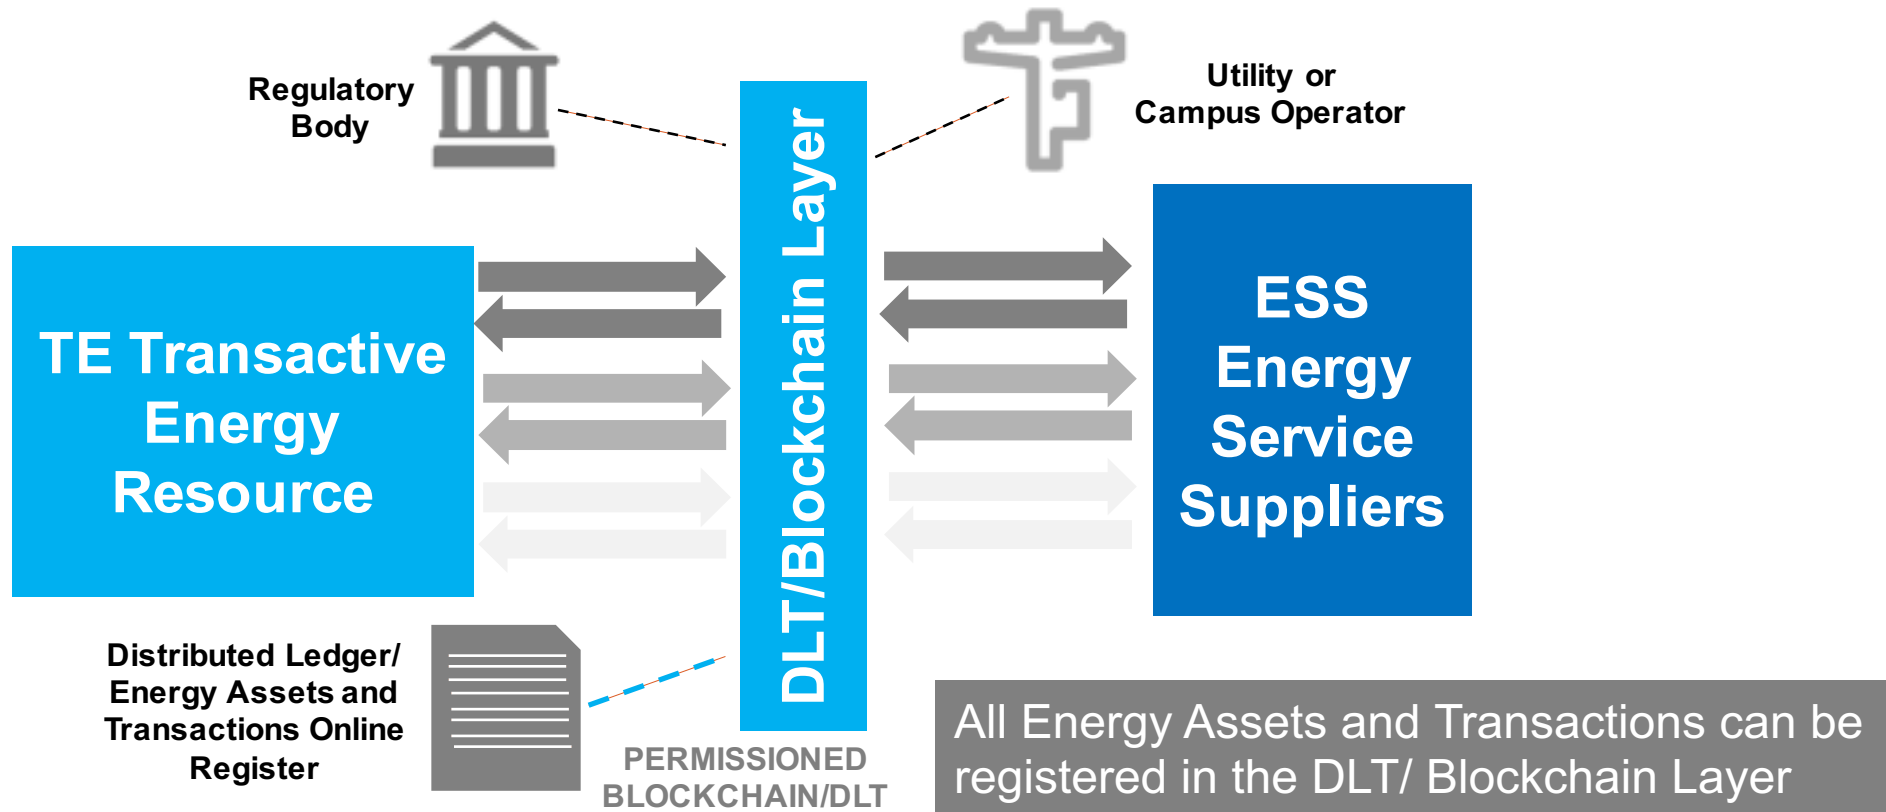 Regulatory
Body
Utility or
Campus Operator
TE Transactive
Energy
Resource
DLT/Blockchain Layer
ESS
Energy
Service
Suppliers
Distributed Ledger/
Energy Assets and
Transactions Online
Register
PERMISSIONED
BLOCKCHAIN/DLT
All Energy Assets and Transactions can be
registered in the DLT/ Blockchain Layer